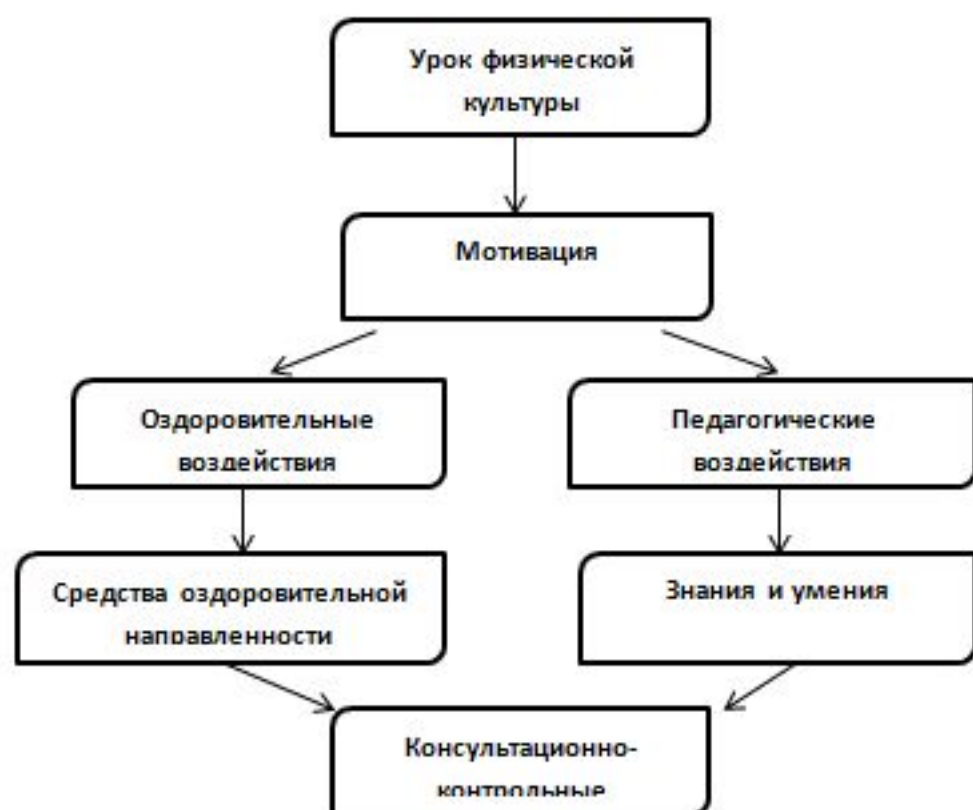 Урок физической
культуры
Мотивация
Оздоровительные
воздействия
Педагогические
воздействия
Средства оздоровительной
направленности
Знания и умения
Консультационно-
контрольные